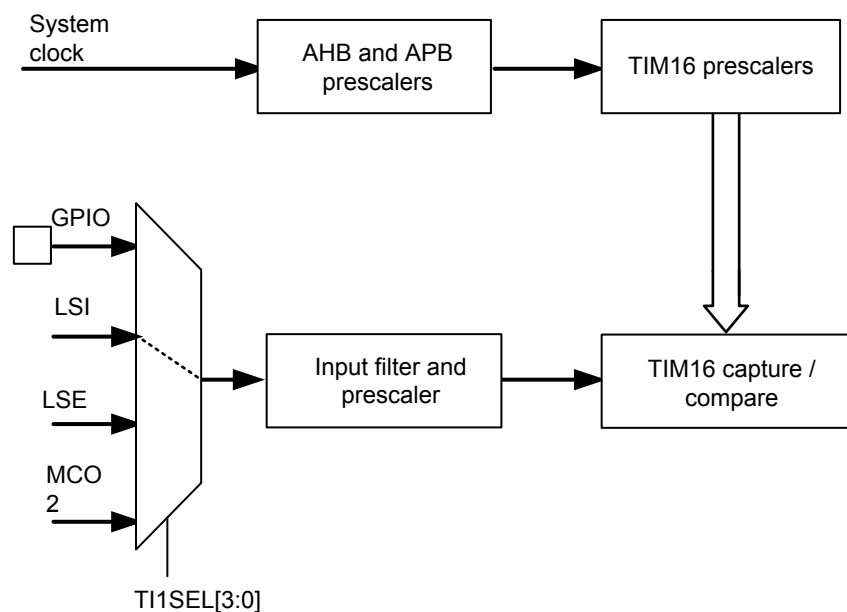 System
clock
AHB and APB
prescalers
TIM16 prescalers
GPIO
LSI
LSE
MCO
2
Input filter and
prescaler
TIM16 capture /
compare
TI1SEL[3:0]